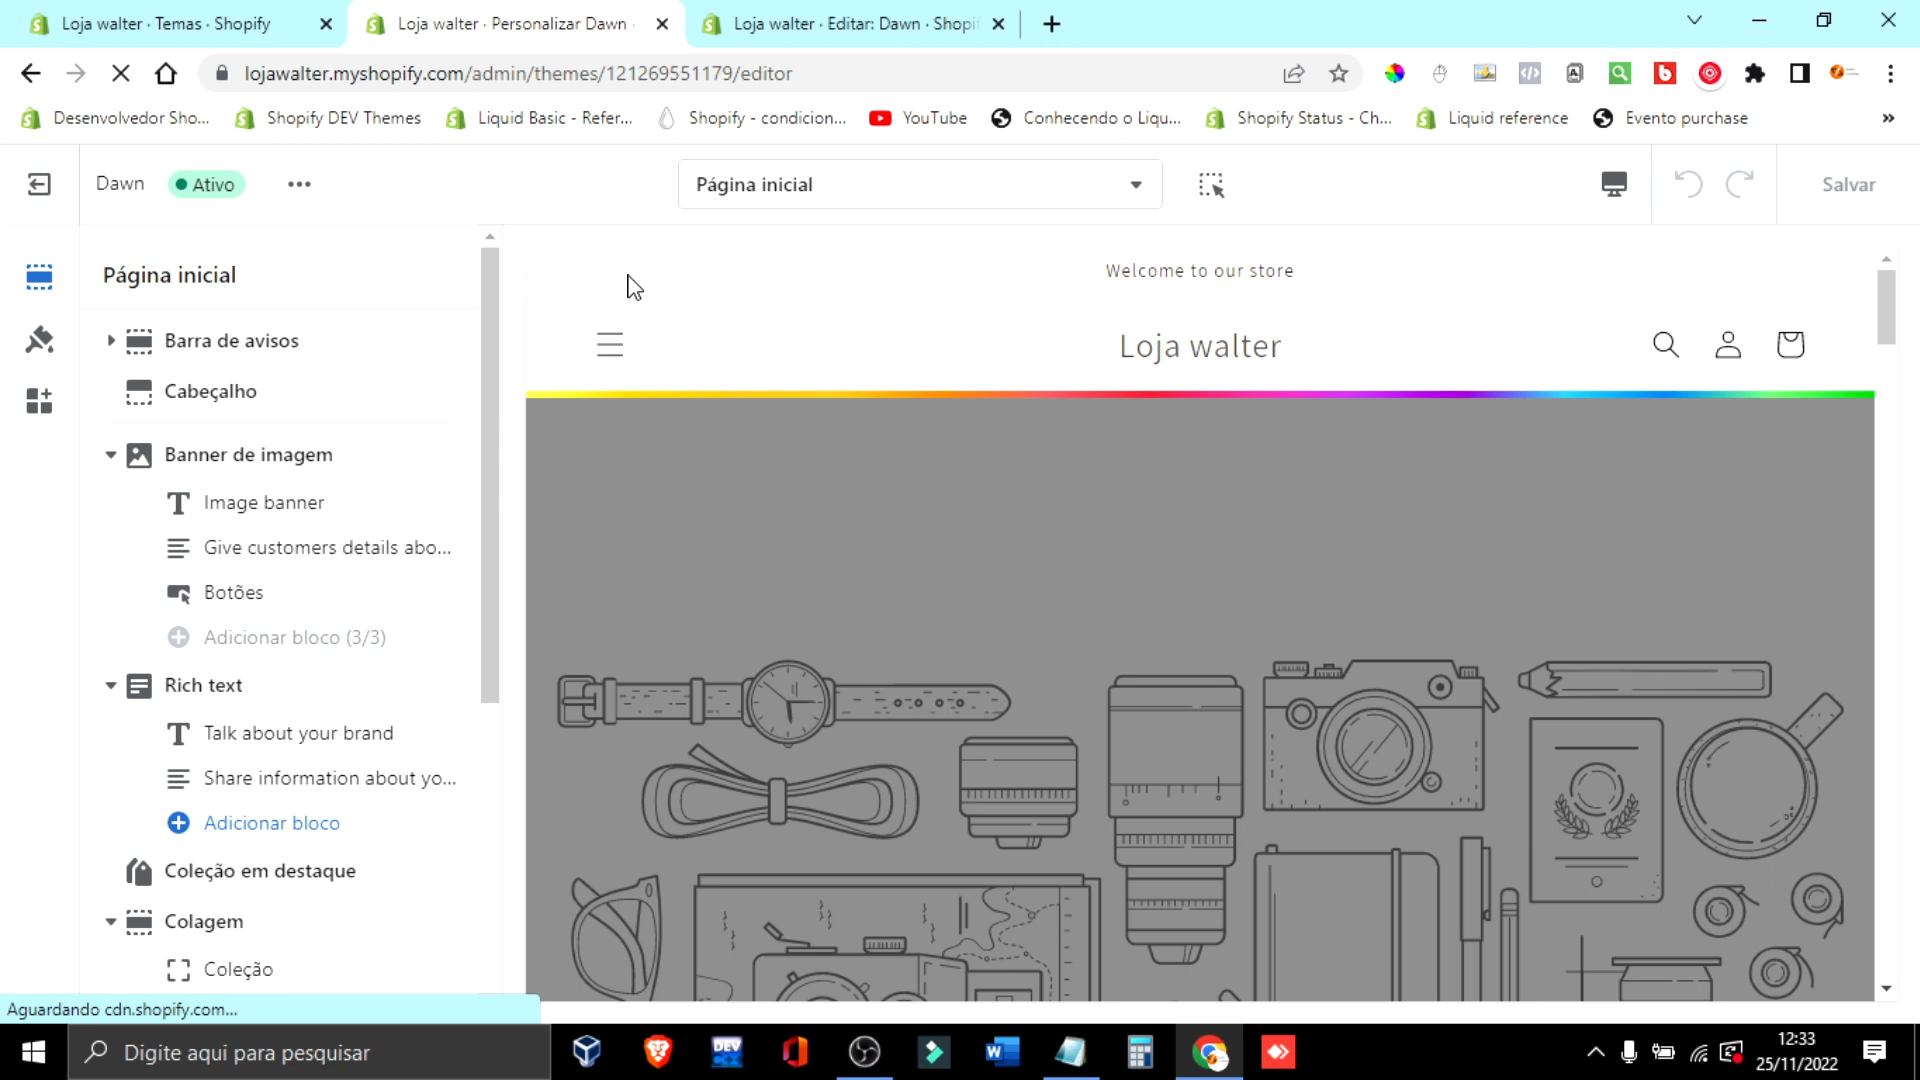 Loja walter · Temas · Shopify
Loja walter · Personalizar Dawn ·
Loja walter · Editar: Dawn · Shopi
lojawalter.myshopify.com/admin/themes/121269551179/editor
Desenvolvedor Sho...
Shopify DEV Themes
Liquid Basic - Refer...
Shopify - condicion...
YouTube
Conhecendo o Liqu...
Shopify Status - Ch...
Liquid reference
Evento purchase
»
Dawn
Ativo
Página inicial
Salvar
Página inicial
Barra de avisos
Cabeçalho
Banner de imagem
Image banner
Give customers details abo...
Botões
Adicionar bloco (3/3)
Rich text
Talk about your brand
Share information about yo...
Adicionar bloco
Coleção em destaque
Colagem
Coleção
Welcome to our store
Loja walter
Aguardando cdn.shopify.com...
Digite aqui para pesquisar
DEV
12:33
25/11/2022